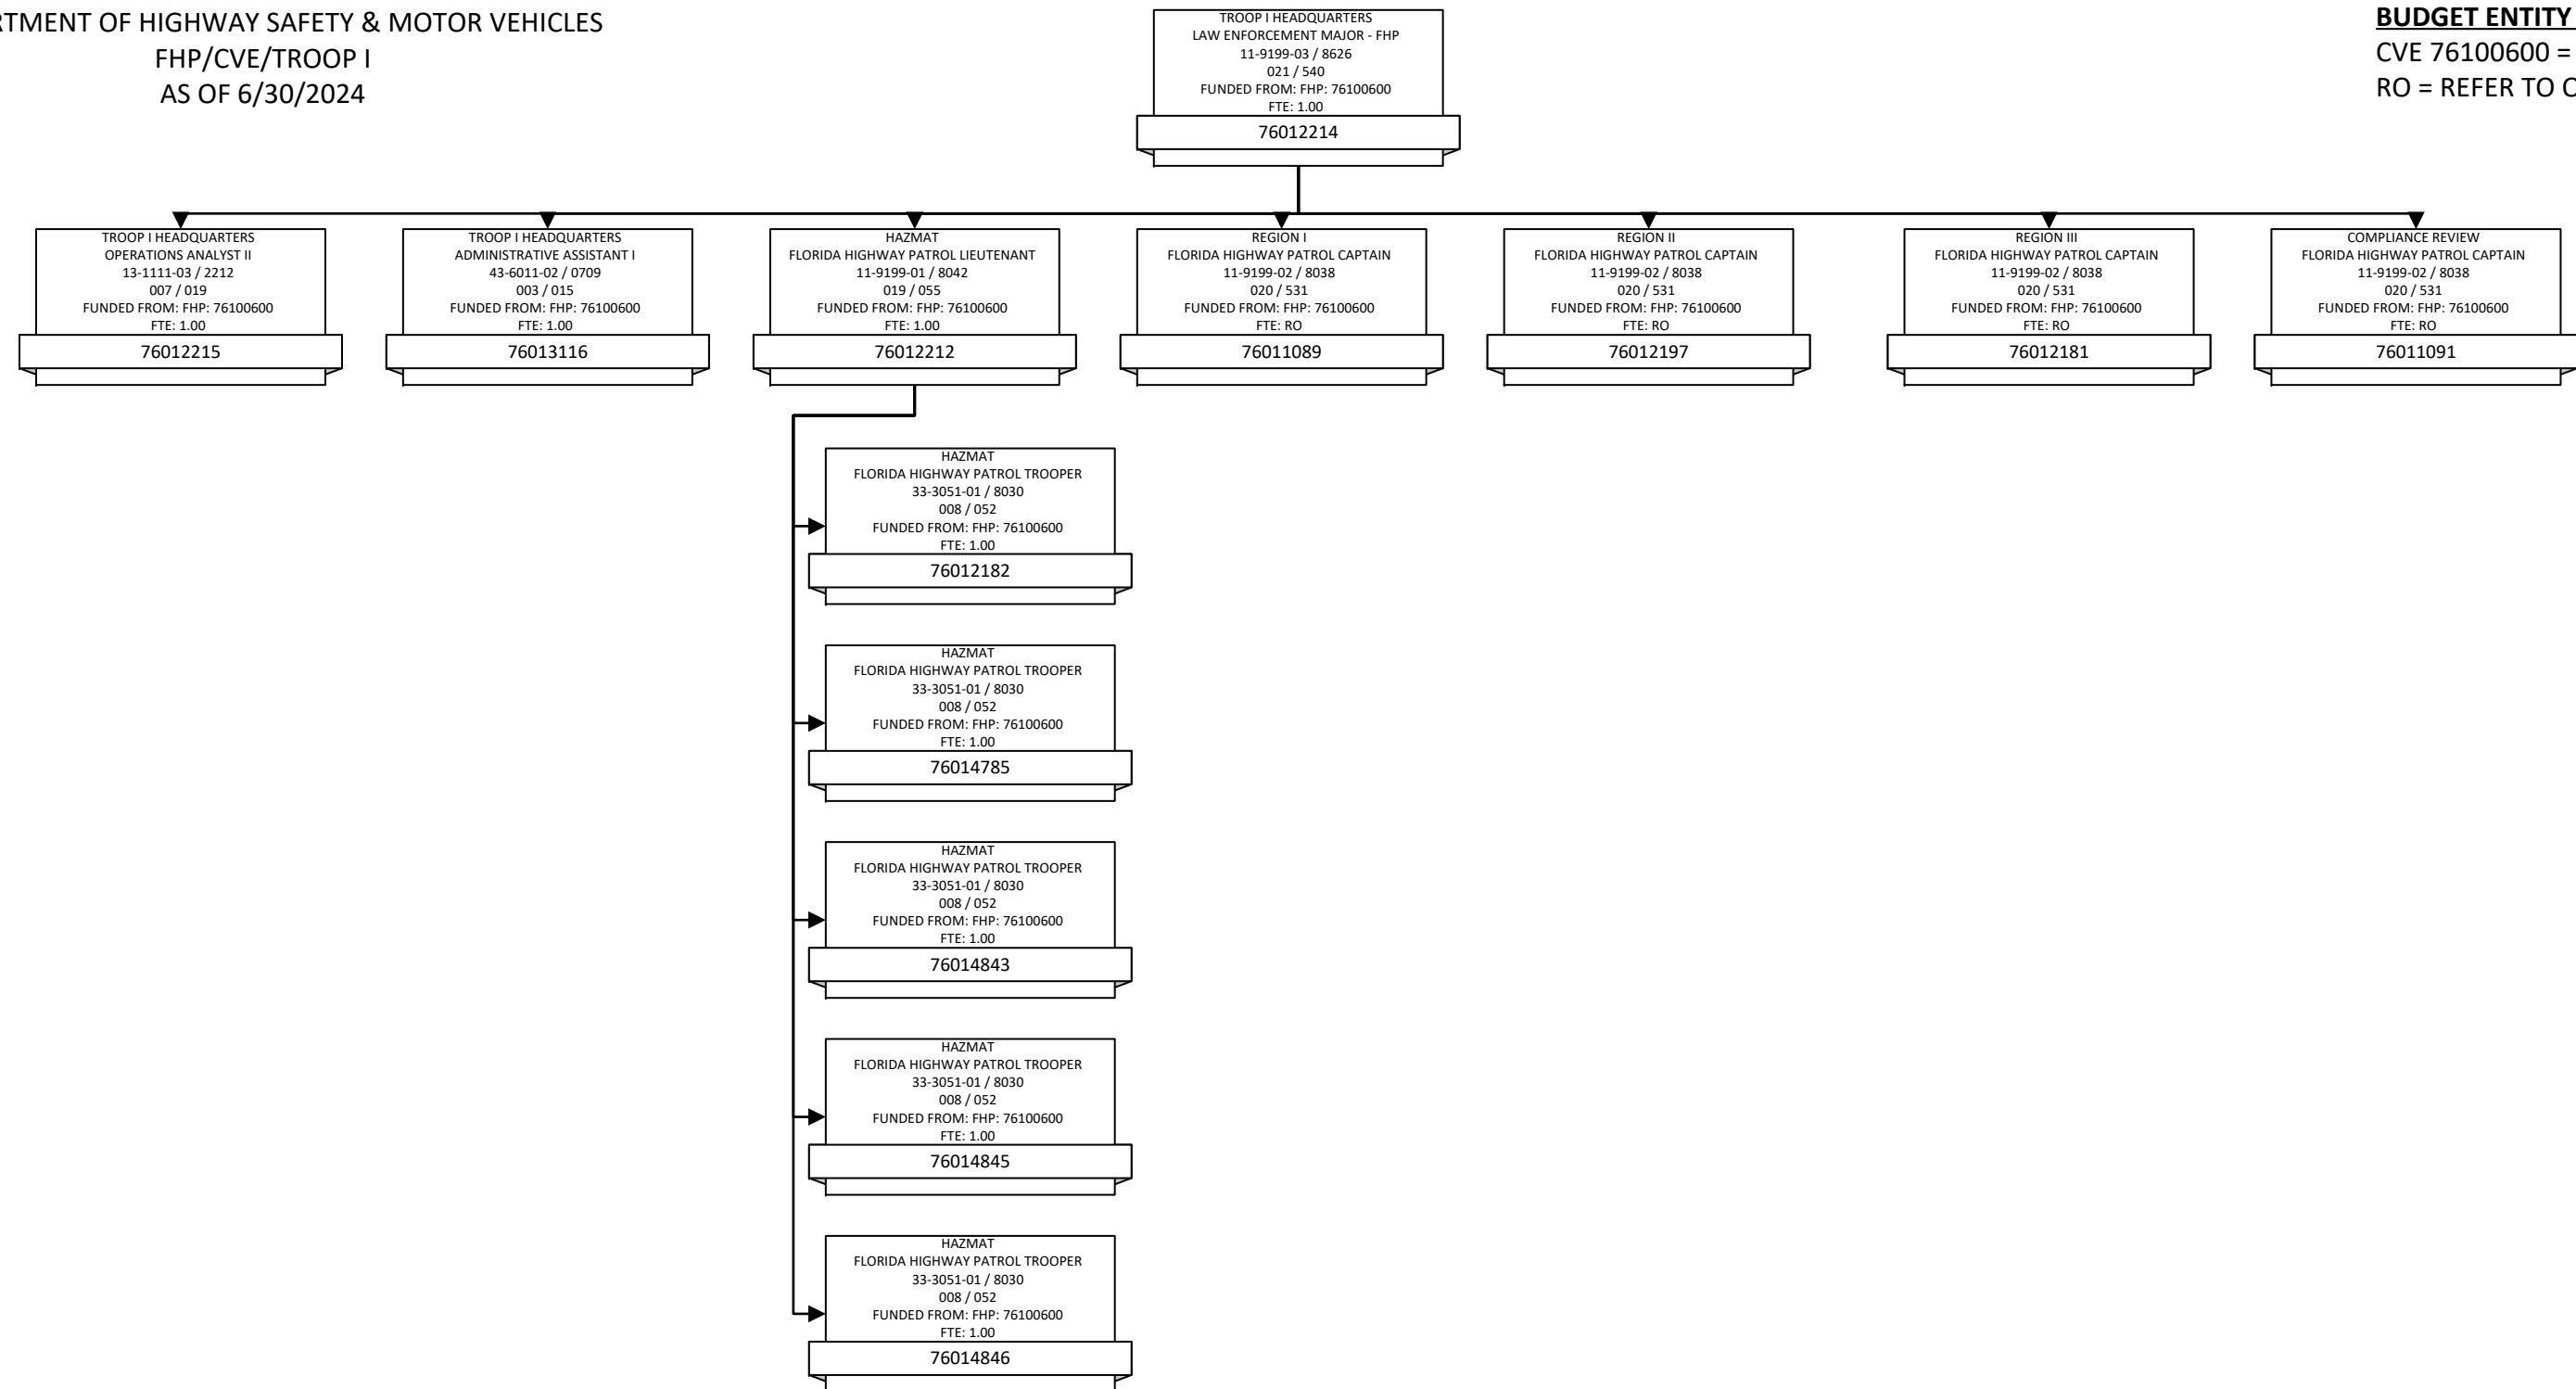 RTMENT OF HIGHWAY SAFETY & MOTOR VEHICLES
FHP/CVE/TROOP I
AS OF 6/30/2024
BUDGET ENTITY
CVE 76100600 =
RO = REFER TO
TROOP I HEADQUARTERS
LAW ENFORCEMENT MAJOR - FHP
11-9199-03 / 8626
021 / 540
FUNDED FROM: FHP: 76100600
FTE: 1.00
76012214
TROOP I HEADQUARTERS
OPERATIONS ANALYST II
13-1111-03 / 2212
007 / 019
FUNDED FROM: FHP: 76100600
FTE: 1.00
76012215
TROOP I HEADQUARTERS
ADMINISTRATIVE ASSISTANT I
43-6011-02 / 0709
003 / 015
FUNDED FROM: FHP: 76100600
FTE: 1.00
76013116
HAZMAT
FLORIDA HIGHWAY PATROL LIEUTENANT
11-9199-01 / 8042
019 / 055
FUNDED FROM: FHP: 76100600
FTE: 1.00
76012212
REGION I
FLORIDA HIGHWAY PATROL CAPTAIN
11-9199-02 / 8038
020 / 531
FUNDED FROM: FHP: 76100600
FTE: RO
76011089
REGION II
FLORIDA HIGHWAY PATROL CAPTAIN
11-9199-02 / 8038
020 / 531
FUNDED FROM: FHP: 76100600
FTE: RO
76012197
REGION III
FLORIDA HIGHWAY PATROL CAPTAIN
11-9199-02 / 8038
020 / 531
FUNDED FROM: FHP: 76100600
FTE: RO
76012181
COMPLIANCE REVIEW
FLORIDA HIGHWAY PATROL CAPTAIN
11-9199-02 / 8038
020 / 531
FUNDED FROM: FHP: 76100600
FTE: RO
76011091
HAZMAT
FLORIDA HIGHWAY PATROL TROOPER
33-3051-01 / 8030
008 / 052
FUNDED FROM: FHP: 76100600
FTE: 1.00
76012182
HAZMAT
FLORIDA HIGHWAY PATROL TROOPER
33-3051-01 / 8030
008 / 052
FUNDED FROM: FHP: 76100600
FTE: 1.00
76014785
HAZMAT
FLORIDA HIGHWAY PATROL TROOPER
33-3051-01 / 8030
008 / 052
FUNDED FROM: FHP: 76100600
FTE: 1.00
76014843
HAZMAT
FLORIDA HIGHWAY PATROL TROOPER
33-3051-01 / 8030
008 / 052
FUNDED FROM: FHP: 76100600
FTE: 1.00
76014845
HAZMAT
FLORIDA HIGHWAY PATROL TROOPER
33-3051-01 / 8030
008 / 052
FUNDED FROM: FHP: 76100600
FTE: 1.00
76014846